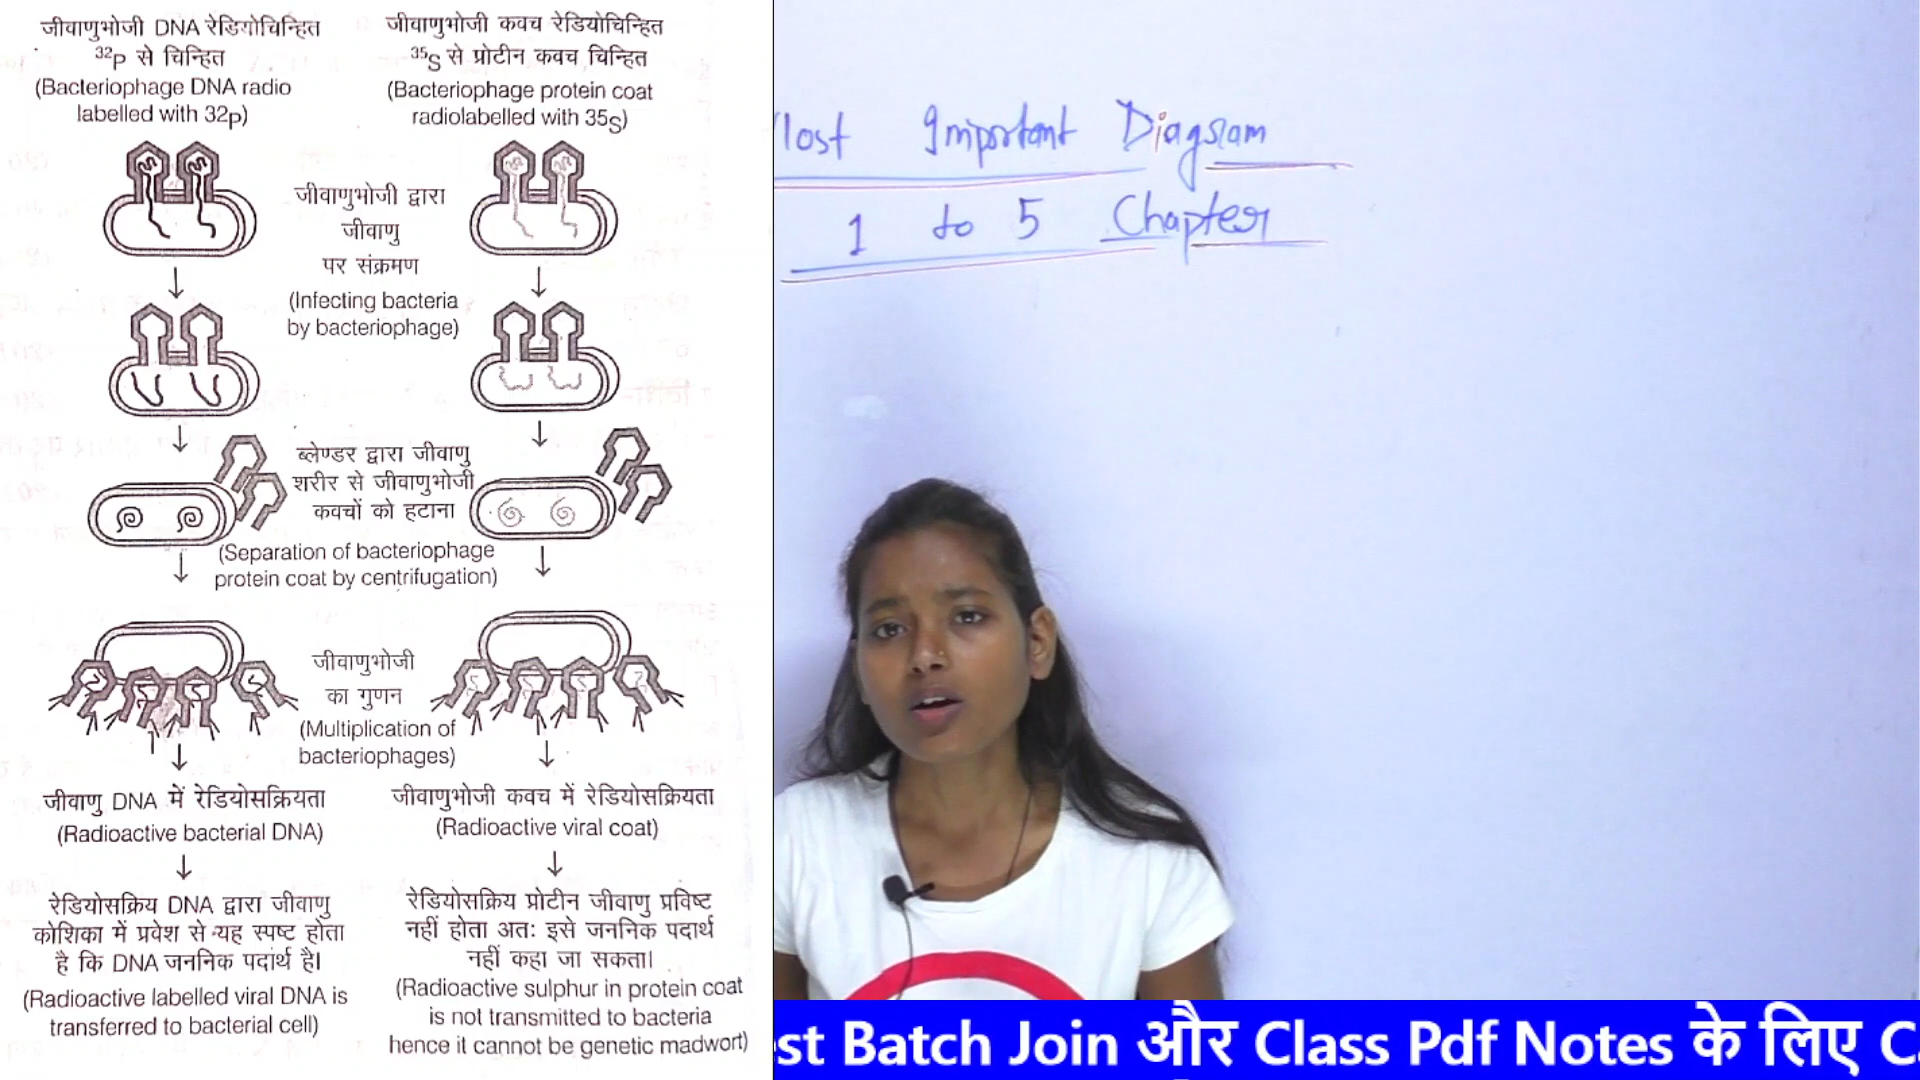 जीवाणुभोजी DNA रेडियोचिन्हित
32P से चिन्हित
(Bacteriophage DNA radio
labelled with 32p)
जीवाणुभोजी कवच रेडियोचिन्हित
35S से प्रोटीन कवच चिन्हित
(Bacteriophage protein coat
radiolabelled with 35S)
जीवाणुभोजी द्वारा
जीवाणु
पर संक्रमण
(Infecting bacteria
by bacteriophage)
ब्लेण्डर द्वारा जीवाणु
शरीर से जीवाणुभोजी
कवचों को हटाना
(Separation of bacteriophage
protein coat by centrifugation)
जीवाणुभोजी
का गुणन
(Multiplication of
bacteriophages)
जीवाणु DNA में रेडियोसक्रियता
(Radioactive bacterial DNA)
जीवाणुभोजी कवच में रेडियोसक्रियता
(Radioactive viral coat)
रेडियोसक्रिय DNA द्वारा जीवाणु
कोशिका में प्रवेश से यह स्पष्ट होता
है कि DNA जननिक पदार्थ है।
(Radioactive labelled viral DNA is
transferred to bacterial cell)
रेडियोसक्रिय प्रोटीन जीवाणु प्रविष्ट
नहीं होता अतः इसे जननिक पदार्थ
नहीं कहा जा सकता।
(Radioactive sulphur in protein coat
is not transmitted to bacteria
hence it cannot be genetic madwort)
lost Important Diagram
1 to 5 Chapter
st Batch Join और Class Pdf Notes के लिए C